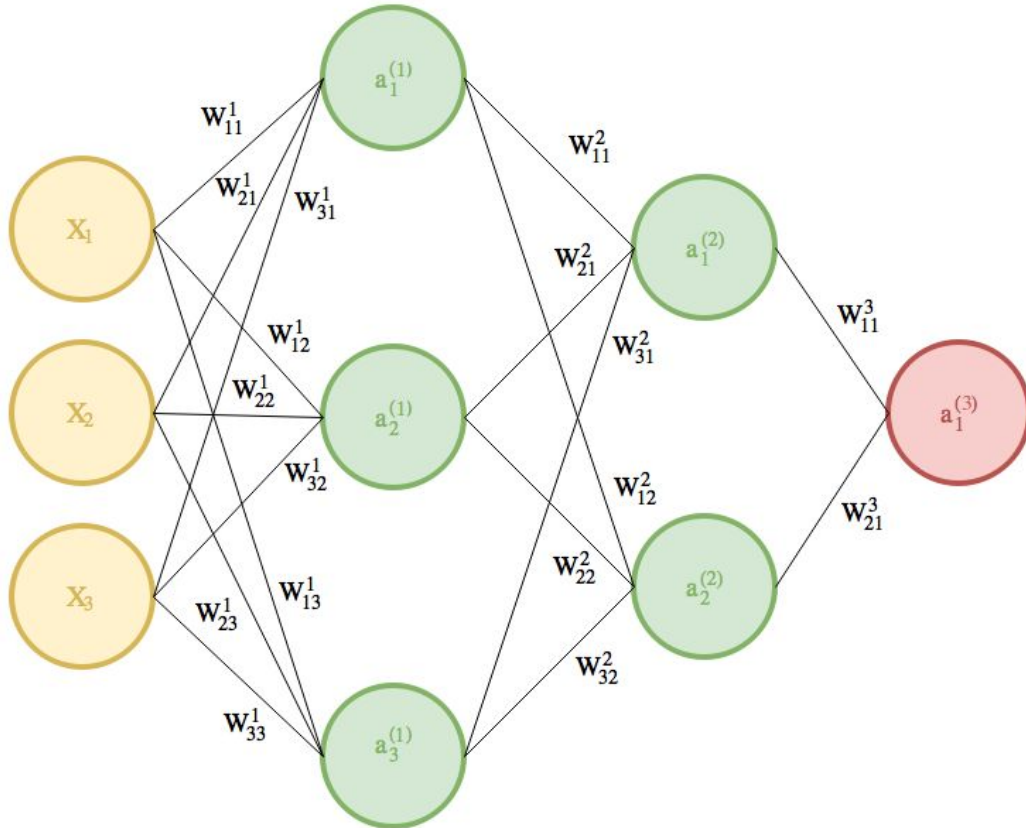 a₁⁽¹⁾
W¹₁₁
W²₁₁
W¹₂₁
W¹₃₁
X₁
W²₂₁
a₁⁽²⁾
W³₁₁
W¹₁₂
W²₃₁
W¹₂₂
X₂
a₂⁽¹⁾
a₁⁽³⁾
W¹₃₂
W²₁₂
W³₂₁
W²₂₂
X₃
W¹₂₃
W¹₁₃
a₂⁽²⁾
W²₃₂
W¹₃₃
a₃⁽¹⁾